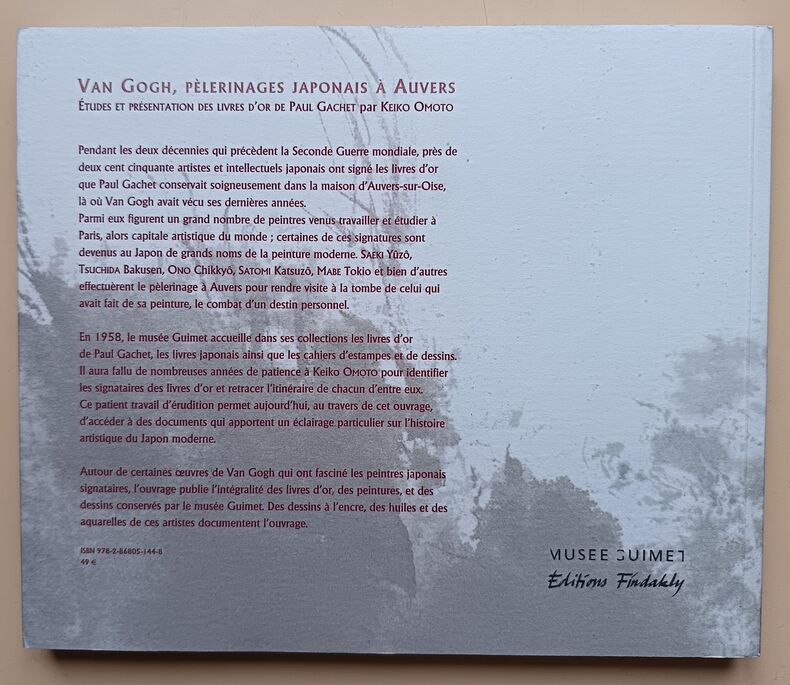 VAN GOGH, PÈLERINAGES JAPONAIS À AUVERS
ÉTUDES ET PRÉSENTATION DES LIVRES D'OR DE PAUL GACHET PAR KEIKO OMOTO
Pendant les deux décennies qui précèdent la Seconde Guerre mondiale, près de
deux cent cinquante artistes et intellectuels japonais ont signé les livres d'or
que Paul Gachet conservait soigneusement dans la maison d'Auvers-sur-Oise,
là où Van Gogh avait vécu ses dernières années.
Parmi eux figurent un grand nombre de peintres venus travailler et étudier à
Paris, alors capitale artistique du monde ; certaines de ces signatures sont
devenues au Japon de grands noms de la peinture moderne. SAEKI Yûzô,
TSUCHIDA Bakusen, ONO Chikkyô, SATOMI Katsuzô, MABE Tokio et bien d'autres
effectuèrent le pèlerinage à Auvers pour rendre visite à la tombe de celui qui
avait fait de sa peinture, le combat d'un destin personnel.
En 1958, le musée Guimet accueille dans ses collections les livres d'or
de Paul Gachet, les livres japonais ainsi que les cahiers d'estampes et de dessins.
Il aura fallu de nombreuses années de patience à Keiko OMOTO pour identifier
les signataires des livres d'or et retracer l'itinéraire de chacun d'entre eux.
Ce patient travail d'érudition permet aujourd'hui, au travers de cet ouvrage,
d'accéder à des documents qui apportent un éclairage particulier sur l'histoire
artistique du Japon moderne.
Autour de certaines œuvres de Van Gogh qui ont fasciné les peintres japonais
signataires, l'ouvrage publie l'intégralité des livres d'or, des peintures, et des
dessins conservés par le musée Guimet. Des dessins à l'encre, des huiles et des
aquarelles de ces artistes documentent l'ouvrage.
ISBN 978-2-86805-144-8
49 €
MUSEE GUIMET
Éditions Findakly